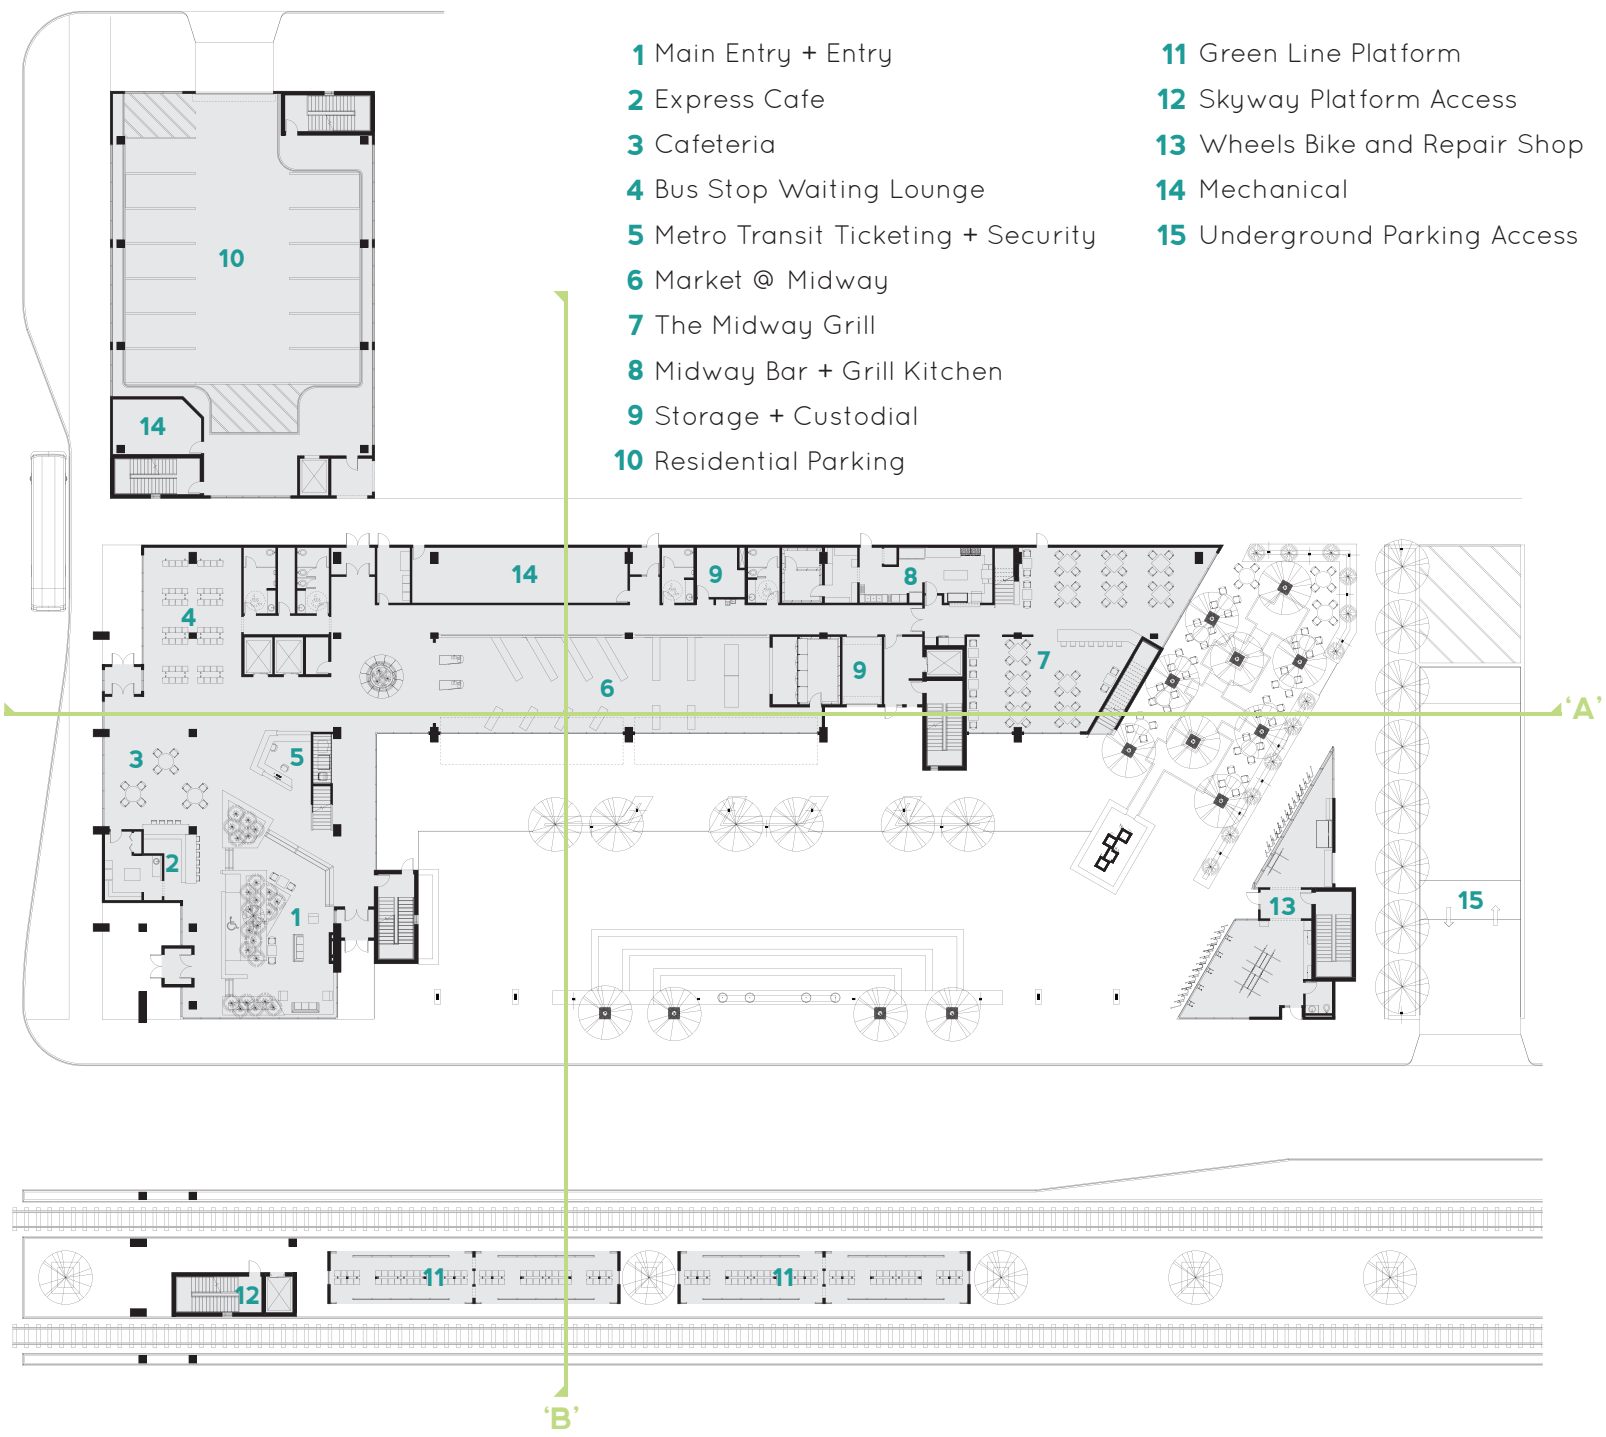 1 Main Entry + Entry
2 Express Cafe
3 Cafeteria
4 Bus Stop Waiting Lounge
5 Metro Transit Ticketing + Security
6 Market @ Midway
7 The Midway Grill
8 Midway Bar + Grill Kitchen
9 Storage + Custodial
10 Residential Parking
11 Green Line Platform
12 Skyway Platform Access
13 Wheels Bike and Repair Shop
14 Mechanical
15 Underground Parking Access
10
14
14
9
8
4
7
9
6
'A'
3
5
2
1
15
13
11
11
12
'B'